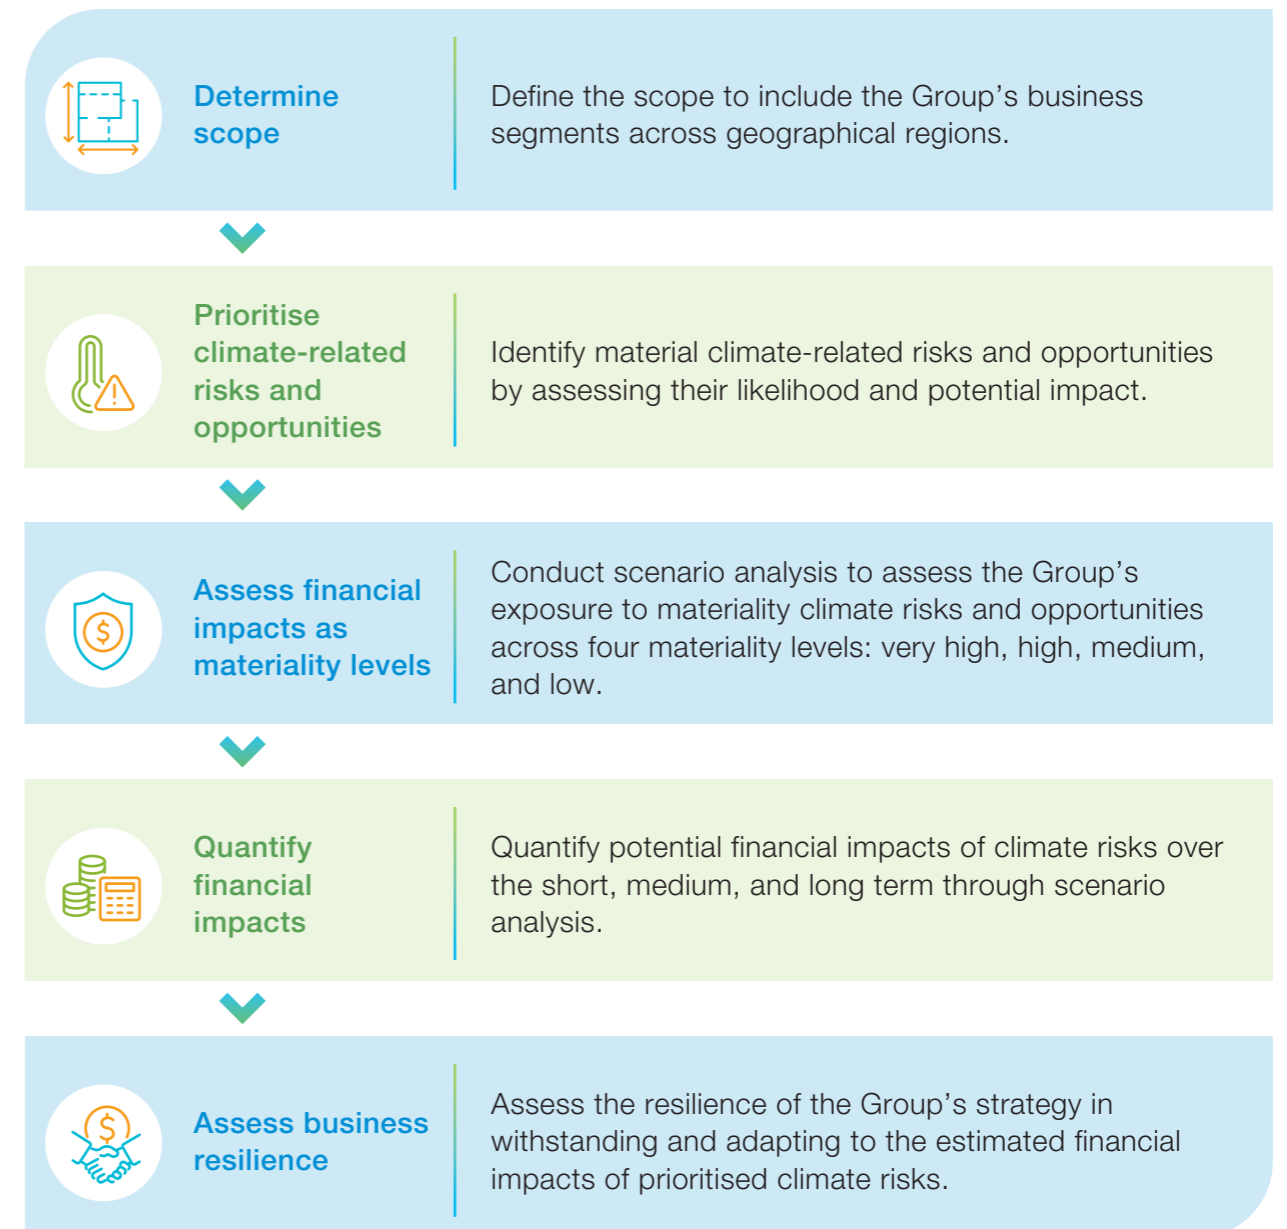 Determine
scope
Define the scope to include the Group’s business
segments across geographical regions.
Prioritise
climate-related
risks and
opportunities
Identify material climate-related risks and opportunities
by assessing their likelihood and potential impact.
Assess financial
impacts as
materiality levels
Conduct scenario analysis to assess the Group’s
exposure to materiality climate risks and opportunities
across four materiality levels: very high, high, medium,
and low.
Quantify
financial
impacts
Quantify potential financial impacts of climate risks over
the short, medium, and long term through scenario
analysis.
Assess business
resilience
Assess the resilience of the Group’s strategy in
withstanding and adapting to the estimated financial
impacts of prioritised climate risks.